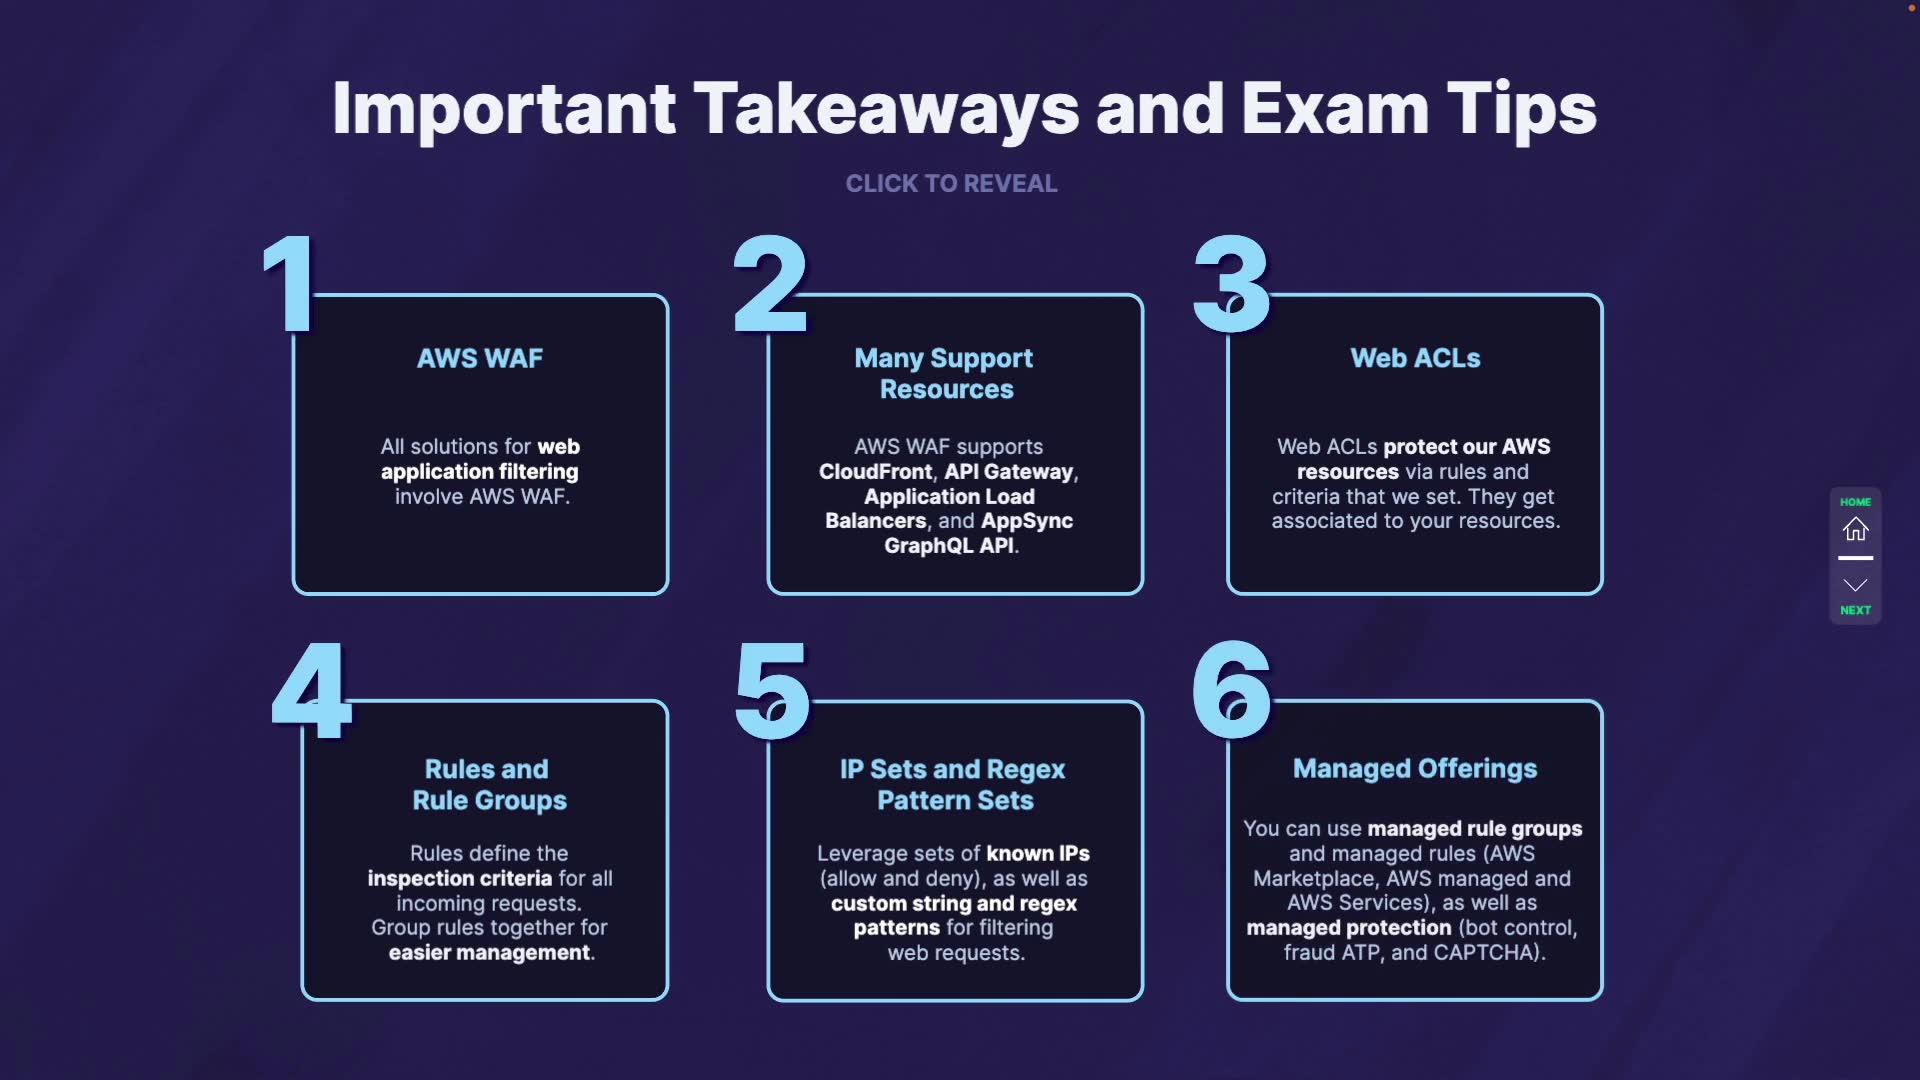 Important Takeaways and Exam Tips
CLICK TO REVEAL
1
AWS WAF
All solutions for web
application filtering
involve AWS WAF.
2
Many Support
Resources
AWS WAF supports
CloudFront, API Gateway,
Application Load
Balancers, and AppSync
GraphQL API.
3
Web ACLs
Web ACLs protect our AWS
resources via rules and
criteria that we set. They get
associated to your resources.
4
Rules and
Rule Groups
Rules define the
inspection criteria for all
incoming requests.
Group rules together for
easier management.
5
IP Sets and Regex
Pattern Sets
Leverage sets of known IPs
(allow and deny), as well as
custom string and regex
patterns for filtering
web requests.
6
Managed Offerings
You can use managed rule groups
and managed rules (AWS
Marketplace, AWS managed and
AWS Services), as well as
managed protection (bot control,
fraud ATP, and CAPTCHA).
HOME
NEXT